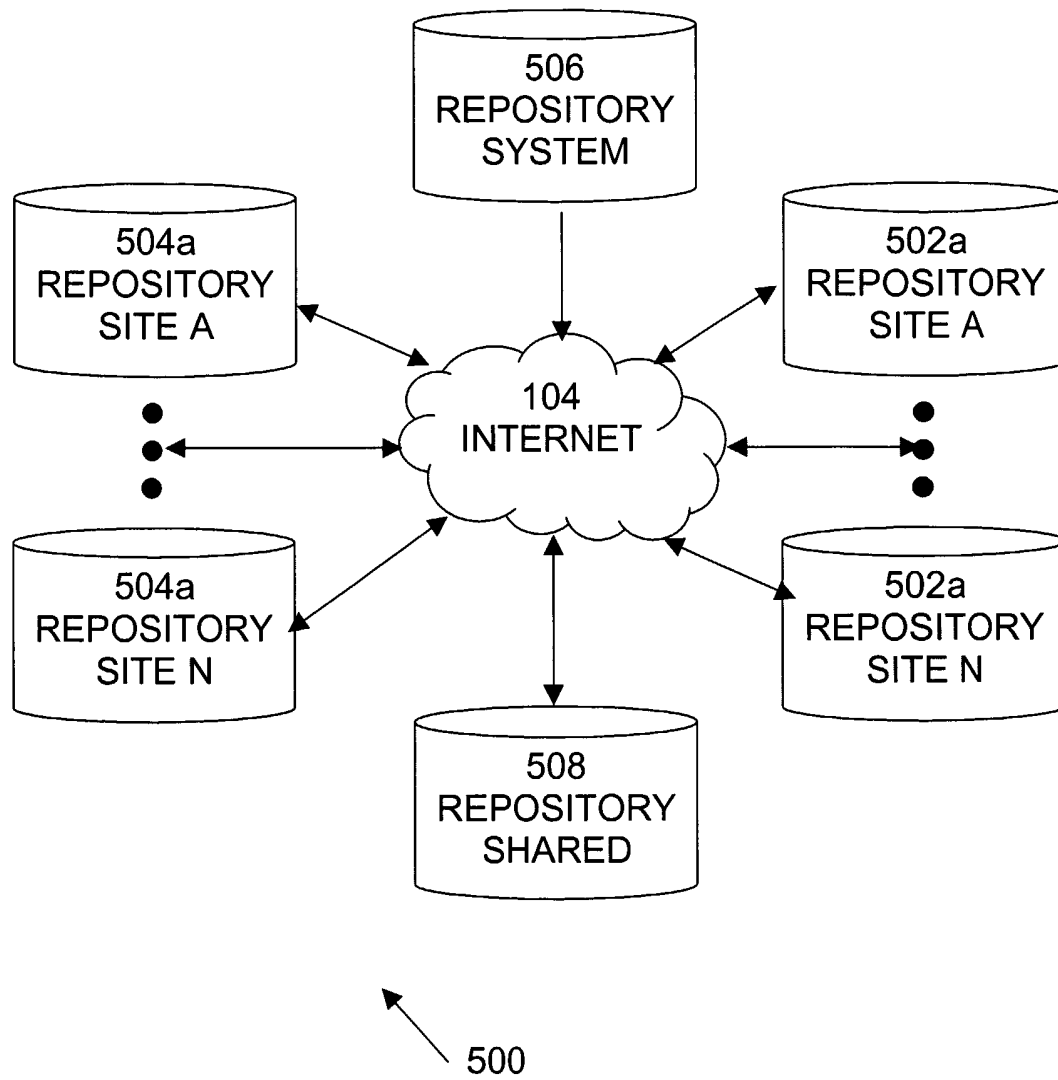 506
REPOSITORY
SYSTEM
504a
REPOSITORY
SITE A
502a
REPOSITORY
SITE A
104
INTERNET
504a
REPOSITORY
SITE N
502a
REPOSITORY
SITE N
508
REPOSITORY
SHARED
500